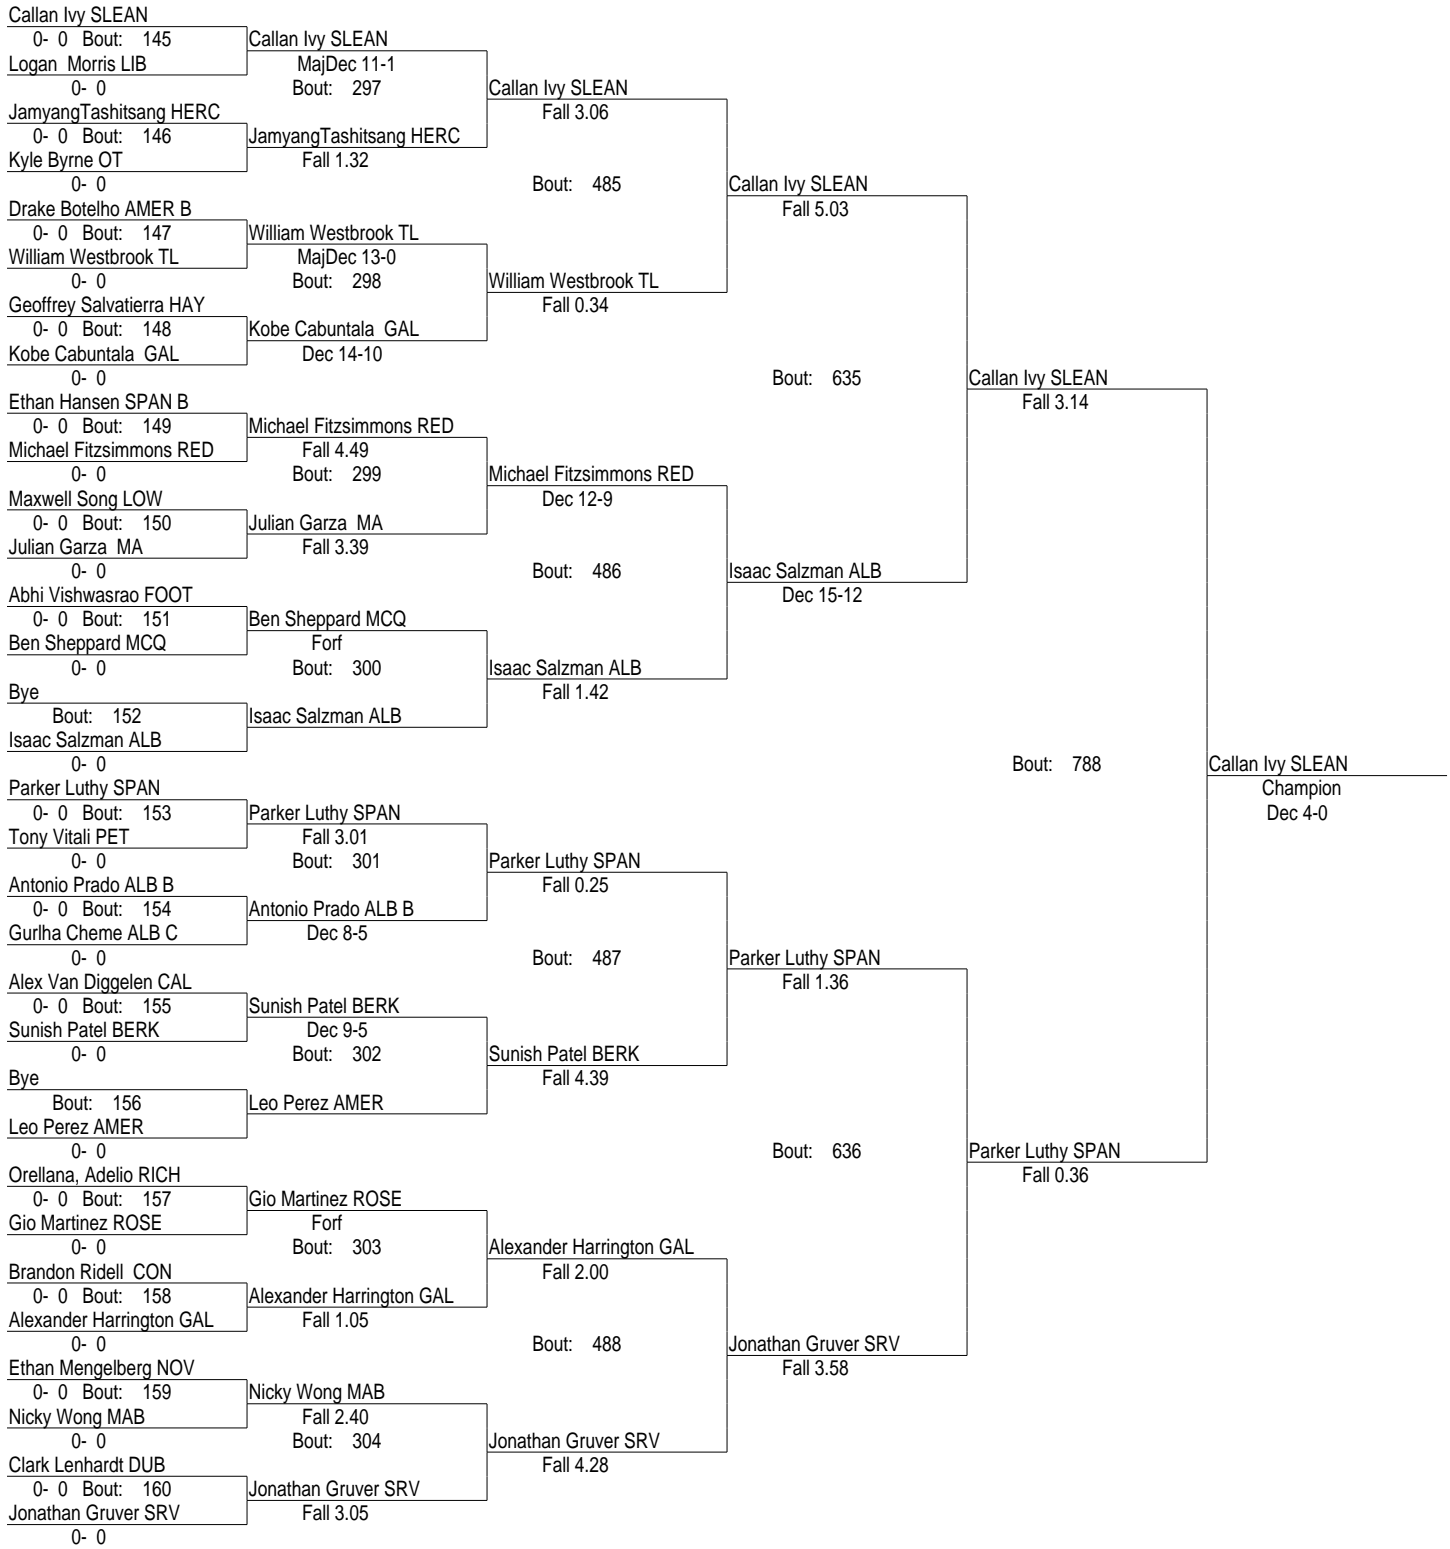 Callan Ivy SLEAN
0- 0 Bout: 145 Callan Ivy SLEAN
Logan Morris LIB MajDec 11-1
0- 0 Bout: 297 Callan Ivy SLEAN
JamyangTashitsang HERC Fall 3.06
0- 0 Bout: 146 JamyangTashitsang HERC
Kyle Byrne OT Fall 1.32
0- 0 Bout: 485 Callan Ivy SLEAN
Drake Botelho AMER B Fall 5.03
0- 0 Bout: 147 William Westbrook TL
William Westbrook TL MajDec 13-0
0- 0 Bout: 298 William Westbrook TL
Geoffrey Salvatierra HAY Fall 0.34
0- 0 Bout: 148 Kobe Cabuntala GAL
Kobe Cabuntala GAL Dec 14-10
0- 0 Bout: 635 Callan Ivy SLEAN
Ethan Hansen SPAN B Fall 3.14
0- 0 Bout: 149 Michael Fitzsimmons RED
Michael Fitzsimmons RED Fall 4.49
0- 0 Bout: 299 Michael Fitzsimmons RED
Maxwell Song LOW Dec 12-9
0- 0 Bout: 150 Julian Garza MA
Julian Garza MA Fall 3.39
0- 0 Bout: 486 Isaac Salzman ALB
Abhi Vishwasrao FOOT Dec 15-12
0- 0 Bout: 151 Ben Sheppard MCQ
Ben Sheppard MCQ Forf
0- 0 Bout: 300 Isaac Salzman ALB
Bye Fall 1.42
Bout: 152 Isaac Salzman ALB
Isaac Salzman ALB
0- 0 Bout: 788 Callan Ivy SLEAN
Parker Luthy SPAN Champion
0- 0 Bout: 153 Parker Luthy SPAN Dec 4-0
Tony Vitali PET Fall 3.01
0- 0 Bout: 301 Parker Luthy SPAN
Antonio Prado ALB B Fall 0.25
0- 0 Bout: 154 Antonio Prado ALB B
Gurlha Cheme ALB C Dec 8-5
0- 0 Bout: 487 Parker Luthy SPAN
Alex Van Diggelen CAL Fall 1.36
0- 0 Bout: 155 Sunish Patel BERK
Sunish Patel BERK Dec 9-5
0- 0 Bout: 302 Sunish Patel BERK
Bye Fall 4.39
Bout: 156 Leo Perez AMER
Leo Perez AMER
0- 0 Bout: 636 Parker Luthy SPAN
Orellana, Adelio RICH Fall 0.36
0- 0 Bout: 157 Gio Martinez ROSE
Gio Martinez ROSE Forf
0- 0 Bout: 303 Alexander Harrington GAL
Brandon Ridell CON Fall 2.00
0- 0 Bout: 158 Alexander Harrington GAL
Alexander Harrington GAL Fall 1.05
0- 0 Bout: 488 Jonathan Gruver SRV
Ethan Mengelberg NOV Fall 3.58
0- 0 Bout: 159 Nicky Wong MAB
Nicky Wong MAB Fall 2.40
0- 0 Bout: 304 Jonathan Gruver SRV
Clark Lenhardt DUB Fall 4.28
0- 0 Bout: 160 Jonathan Gruver SRV
Jonathan Gruver SRV Fall 3.05
0- 0